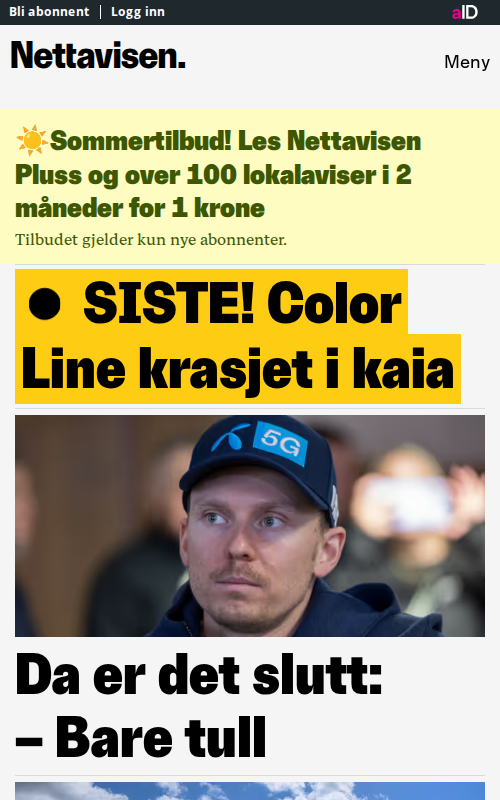 Bli abonnent
Logg inn
aID
Nettavisen.
Meny
☀️Sommertilbud! Les Nettavisen
Pluss og over 100 lokalaviser i 2
måneder for 1 krone
Tilbudet gjelder kun nye abonnenter.
● SISTE! Color
Line krasjet i kaia
5G
Da er det slutt:
– Bare tull